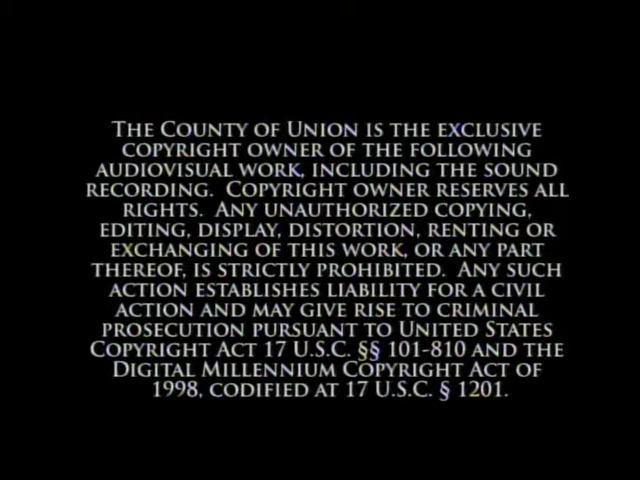 The County of Union is the exclusive
copyright owner of the following
audiovisual work, including the sound
recording.  Copyright owner reserves all
rights.  Any unauthorized copying,
editing, display, distortion, renting or
exchanging of this work, or any part
thereof, is strictly prohibited.  Any such
action establishes liability for a civil
action and may give rise to criminal
prosecution pursuant to United States
Copyright Act 17 U.S.C. §§ 101-810 and the
Digital Millennium Copyright Act of
1998, codified at 17 U.S.C. § 1201.